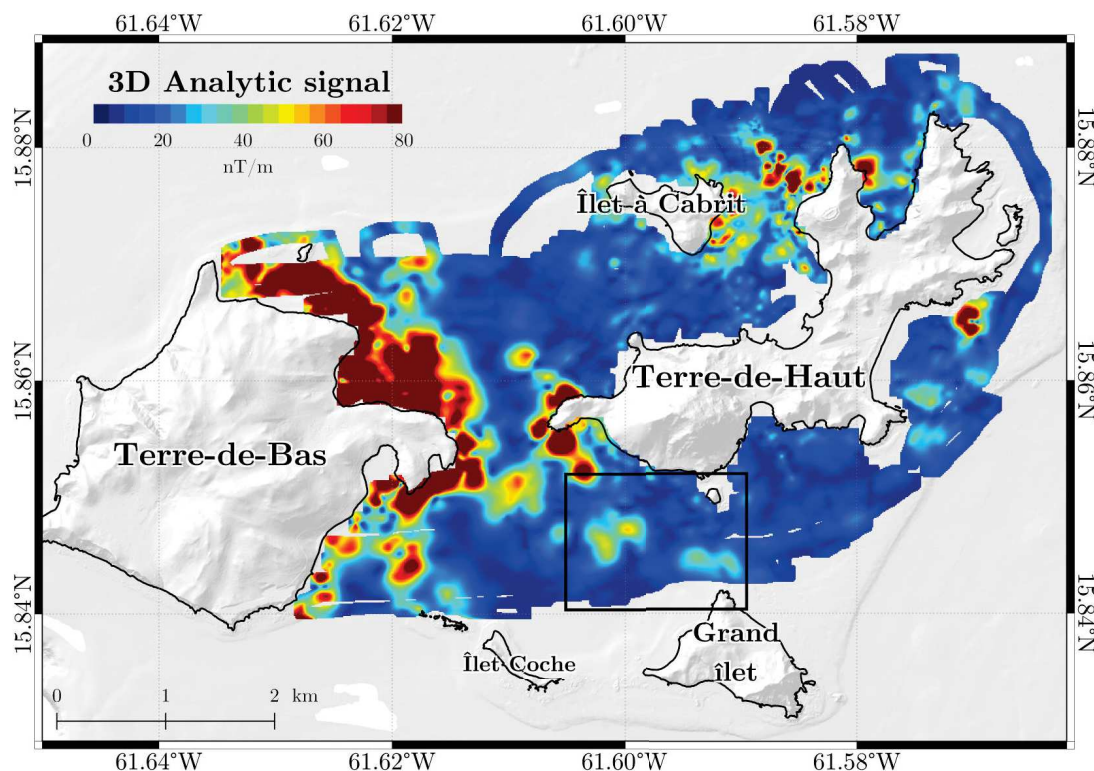 61.64°W 61.62°W 61.60°W 61.58°W
3D Analytic signal
0 20 40 60 80
nT/m
15.88°N 15.88°N
Îlet-à Cabrit
15.86°N 15.86°N
Terre-de-Haut
Terre-de-Bas
15.84°N 15.84°N
Grand
îlet
Îlet-Coche
0 1 2 km
61.64°W 61.62°W 61.60°W 61.58°W